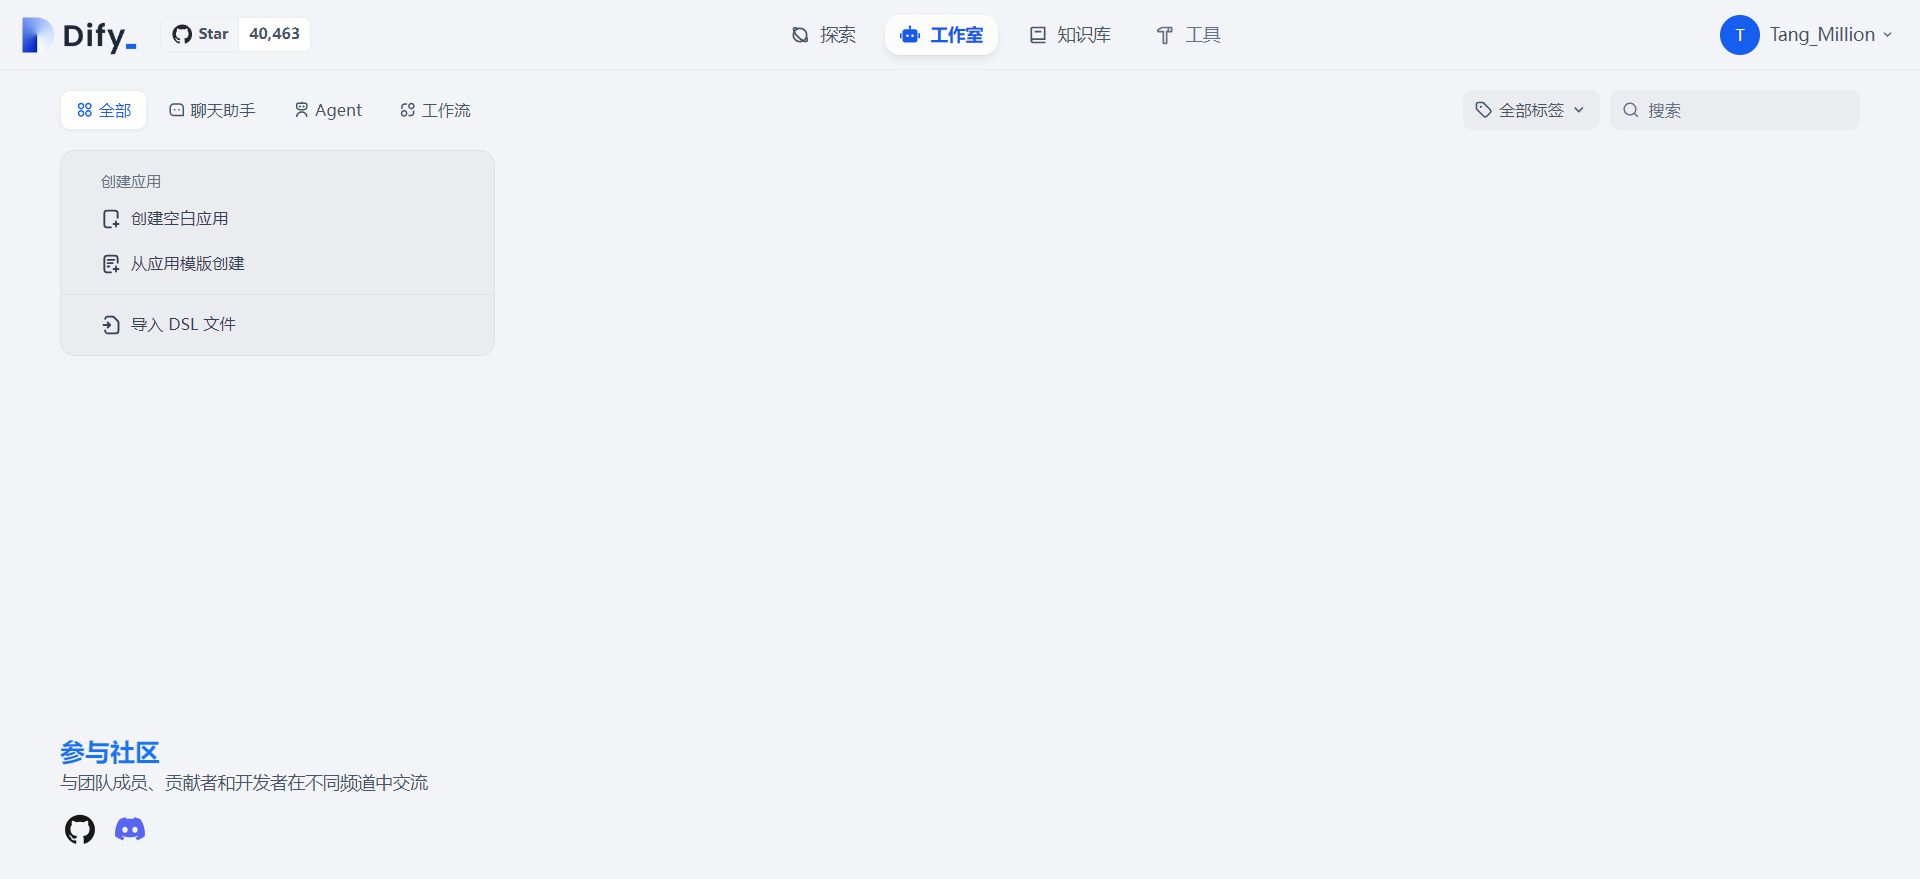 Dify_
Star 40,463
探索 工作室 知识库 工具
T Tang_Million
全部 聊天助手 Agent 工作流
全部标签 搜索
创建应用
创建空白应用
从应用模版创建
导入 DSL 文件
参与社区
与团队成员、贡献者和开发者在不同频道中交流